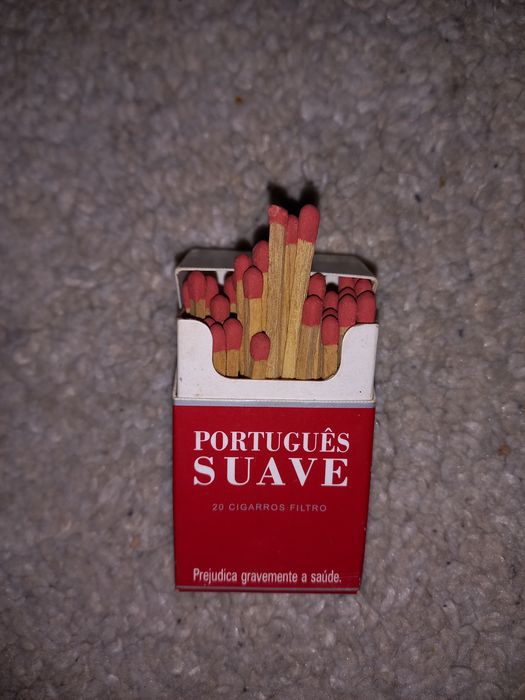 PORTUGUÊS
SUAVE
20 CIGARROS FILTRO
Prejudica gravemente a saúde.